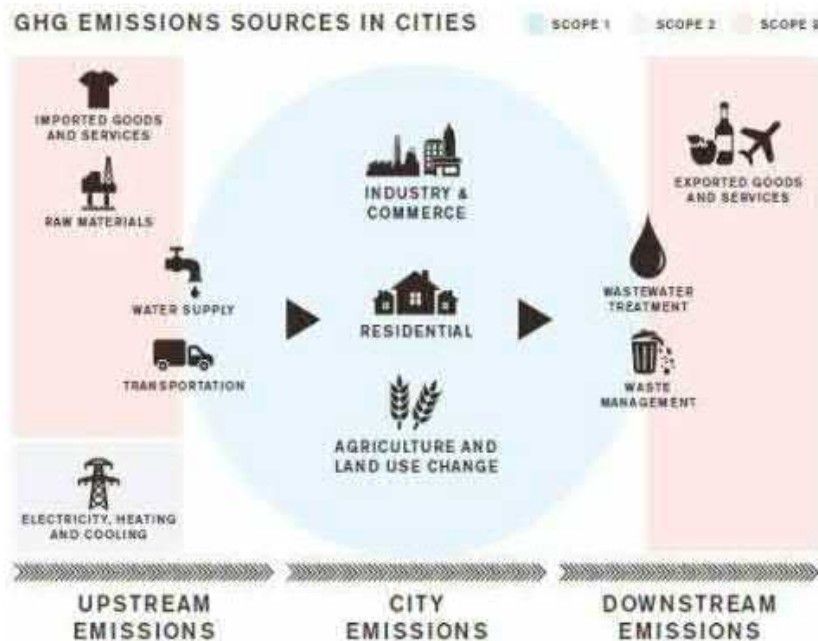 GHG EMISSIONS SOURCES IN CITIES
SCOPE 1
SCOPE 2
SCOPE 3
IMPORTED GOODS
AND SERVICES
RAW MATERIALS
WATER SUPPLY
TRANSPORTATION
ELECTRICITY, HEATING
AND COOLING
INDUSTRY &
COMMERCE
RESIDENTIAL
AGRICULTURE AND
LAND USE CHANGE
EXPORTED GOODS
AND SERVICES
WASTEWATER
TREATMENT
WASTE
MANAGEMENT
UPSTREAM
EMISSIONS
CITY
EMISSIONS
DOWNSTREAM
EMISSIONS